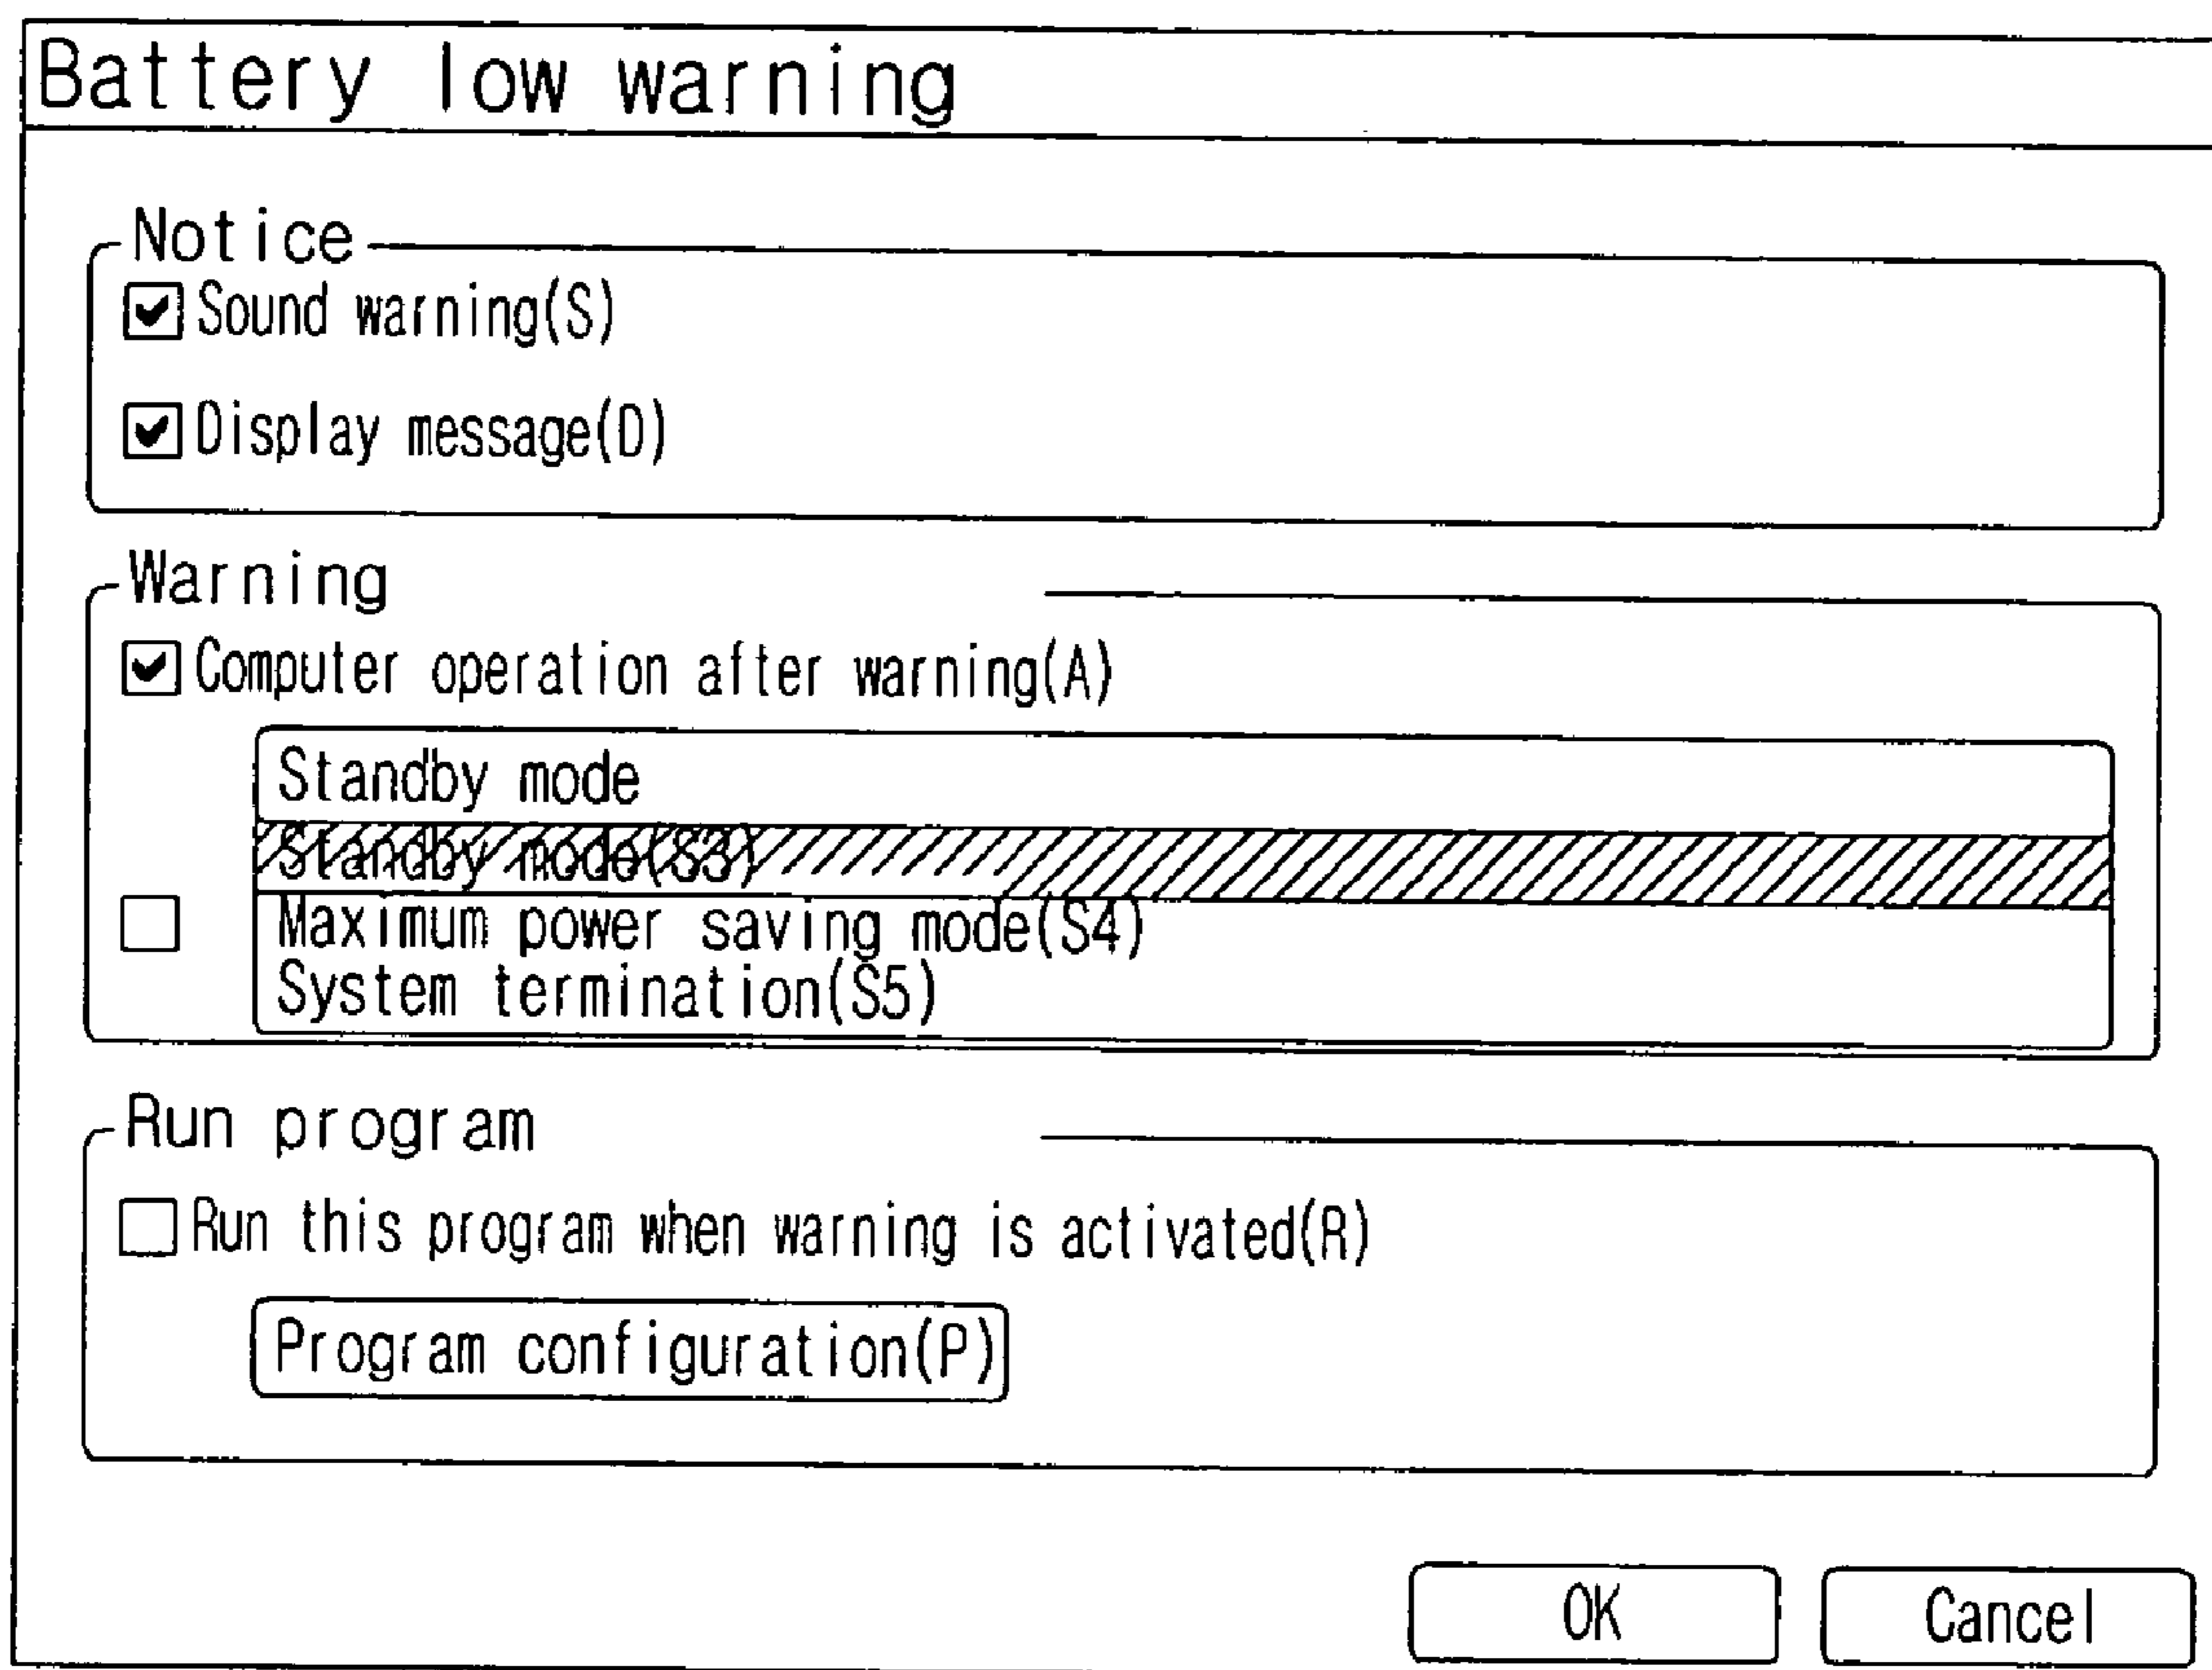 Battery low warning
Notice
Sound warning(S)
Display message(D)
Warning
Computer operation after warning(A)
Standby mode
Standby mode(S3)
Maximum power saving mode(S4)
System termination(S5)
Run program
Run this program when warning is activated(R)
Program configuration(P)
OK
Cancel